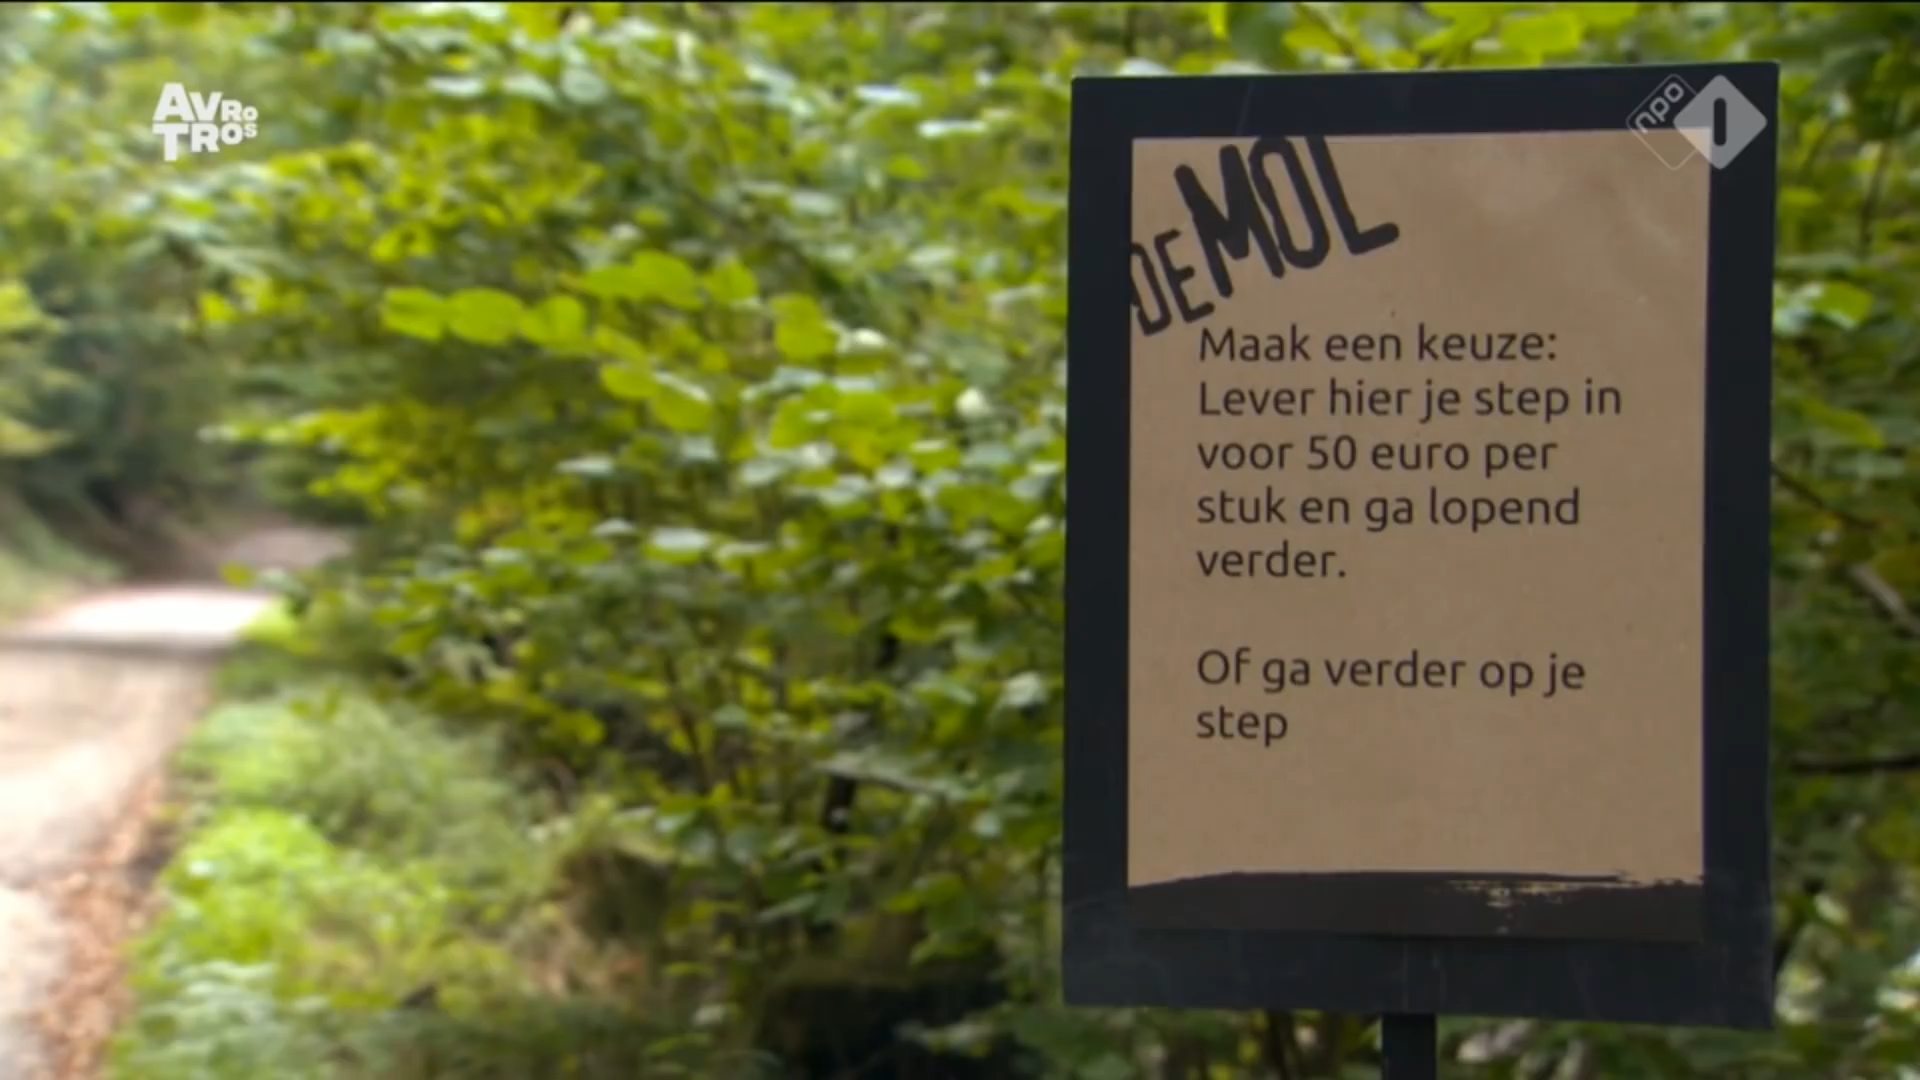 AVRO
TROS
npo 1
DE MOL
Maak een keuze:
Lever hier je step in
voor 50 euro per
stuk en ga lopend
verder.
Of ga verder op je
step